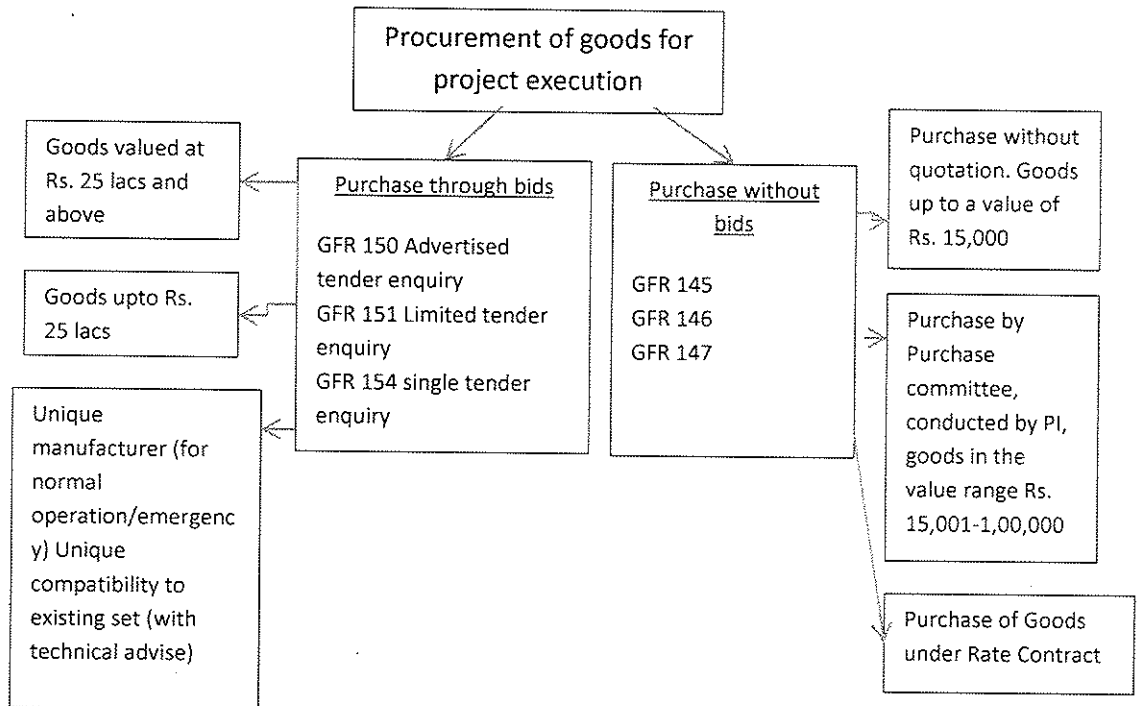 Procurement of goods for
project execution
Goods valued at
Rs. 25 lacs and
above
Goods upto Rs.
25 lacs
Unique
manufacturer (for
normal
operation/emergenc
y) Unique
compatibility to
existing set (with
technical advise)
Purchase through bids
GFR 150 Advertised
tender enquiry
GFR 151 Limited tender
enquiry
GFR 154 single tender
enquiry
Purchase without
bids
GFR 145
GFR 146
GFR 147
Purchase without
quotation. Goods
up to a value of
Rs. 15,000
Purchase by
Purchase
committee,
conducted by PI,
goods in the
value range Rs.
15,001-1,00,000
Purchase of Goods
under Rate Contract